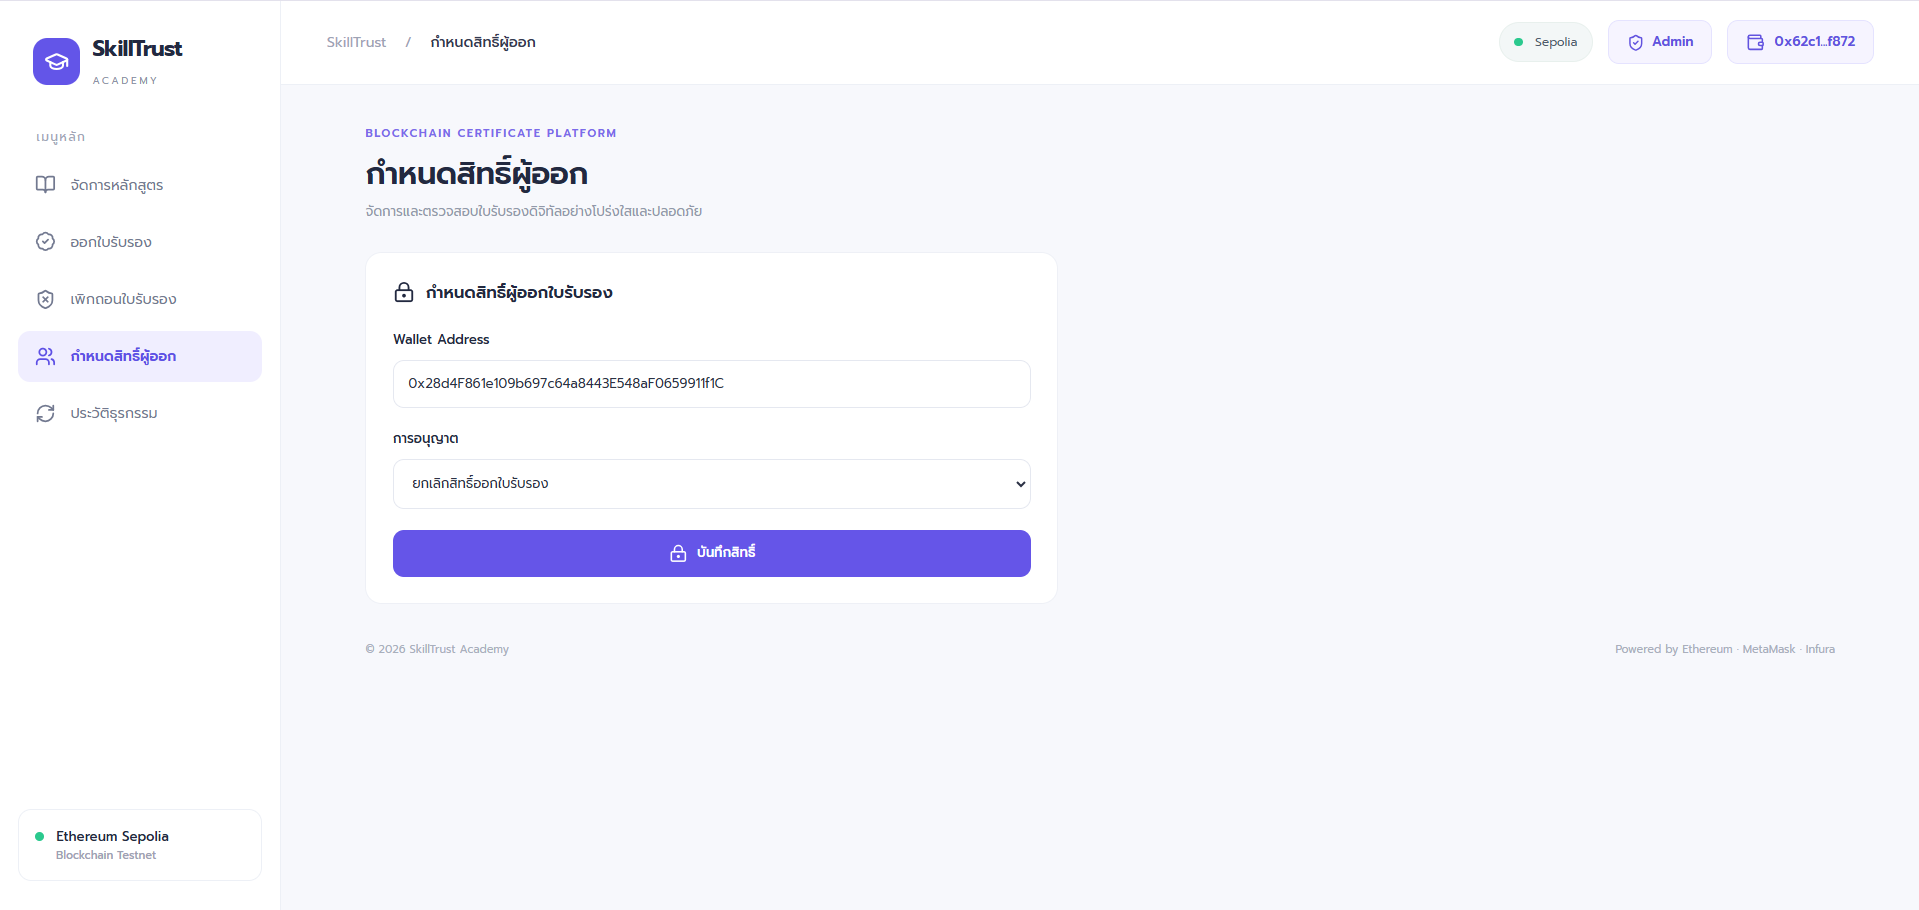 SkillTrust
ACADEMY
เมนูหลัก
จัดการหลักสูตร
ออกใบรับรอง
เพิกถอนใบรับรอง
กำหนดสิทธิ์ผู้ออก
ประวัติธุรกรรม
Ethereum Sepolia
Blockchain Testnet
SkillTrust / กำหนดสิทธิ์ผู้ออก
Sepolia
Admin
0x62c1...f872
BLOCKCHAIN CERTIFICATE PLATFORM
กำหนดสิทธิ์ผู้ออก
จัดการและตรวจสอบใบรับรองดิจิทัลอย่างโปร่งใสและปลอดภัย
กำหนดสิทธิ์ผู้ออกใบรับรอง
Wallet Address
0x28d4F861e109b697c64a8443E548aF0659911f1C
การอนุญาต
ยกเลิกสิทธิ์ออกใบรับรอง
บันทึกสิทธิ์
© 2026 SkillTrust Academy
Powered by Ethereum · MetaMask · Infura